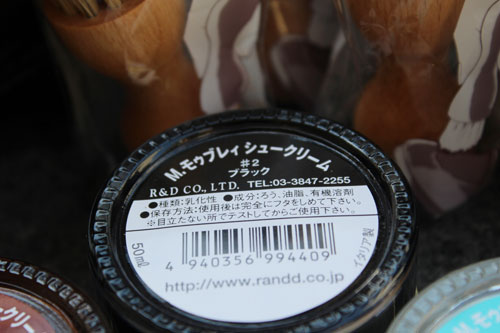 M.モゥブレィ シュークリーム
#2
ブラック
R&D CO., LTD. TEL:03-3847-2255
●種類:乳化性 ●成分:ろう、油脂、有機溶剤
●保存方法:使用後は完全にフタをしめて下さい。
※目立たない所でテストしてからご使用下さい。
50ml
4 940356 994409
イタリア製
http://www.randd.co.jp